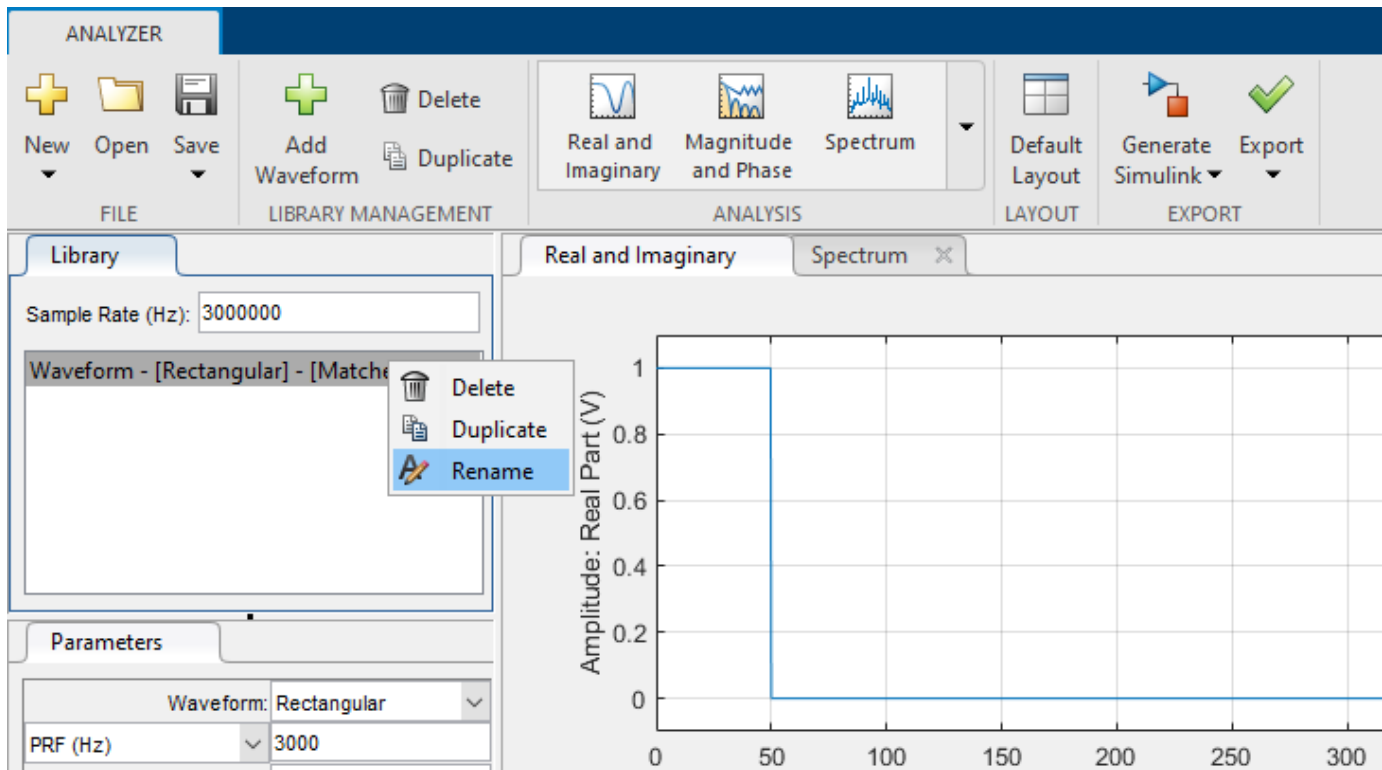 ANALYZER
New
Open
Save
Add
Waveform
Delete
Duplicate
Real and
Imaginary
Magnitude
and Phase
Spectrum
Default
Layout
Generate
Simulink
Export
FILE
LIBRARY MANAGEMENT
ANALYSIS
LAYOUT
EXPORT
Library
Sample Rate (Hz): 3000000
Waveform - [Rectangular] - [Matche
Delete
Duplicate
Rename
Parameters
Waveform: Rectangular
PRF (Hz) 3000
Real and Imaginary
Spectrum
Amplitude: Real Part (V)
1
0.8
0.6
0.4
0.2
0
0 50 100 150 200 250 300